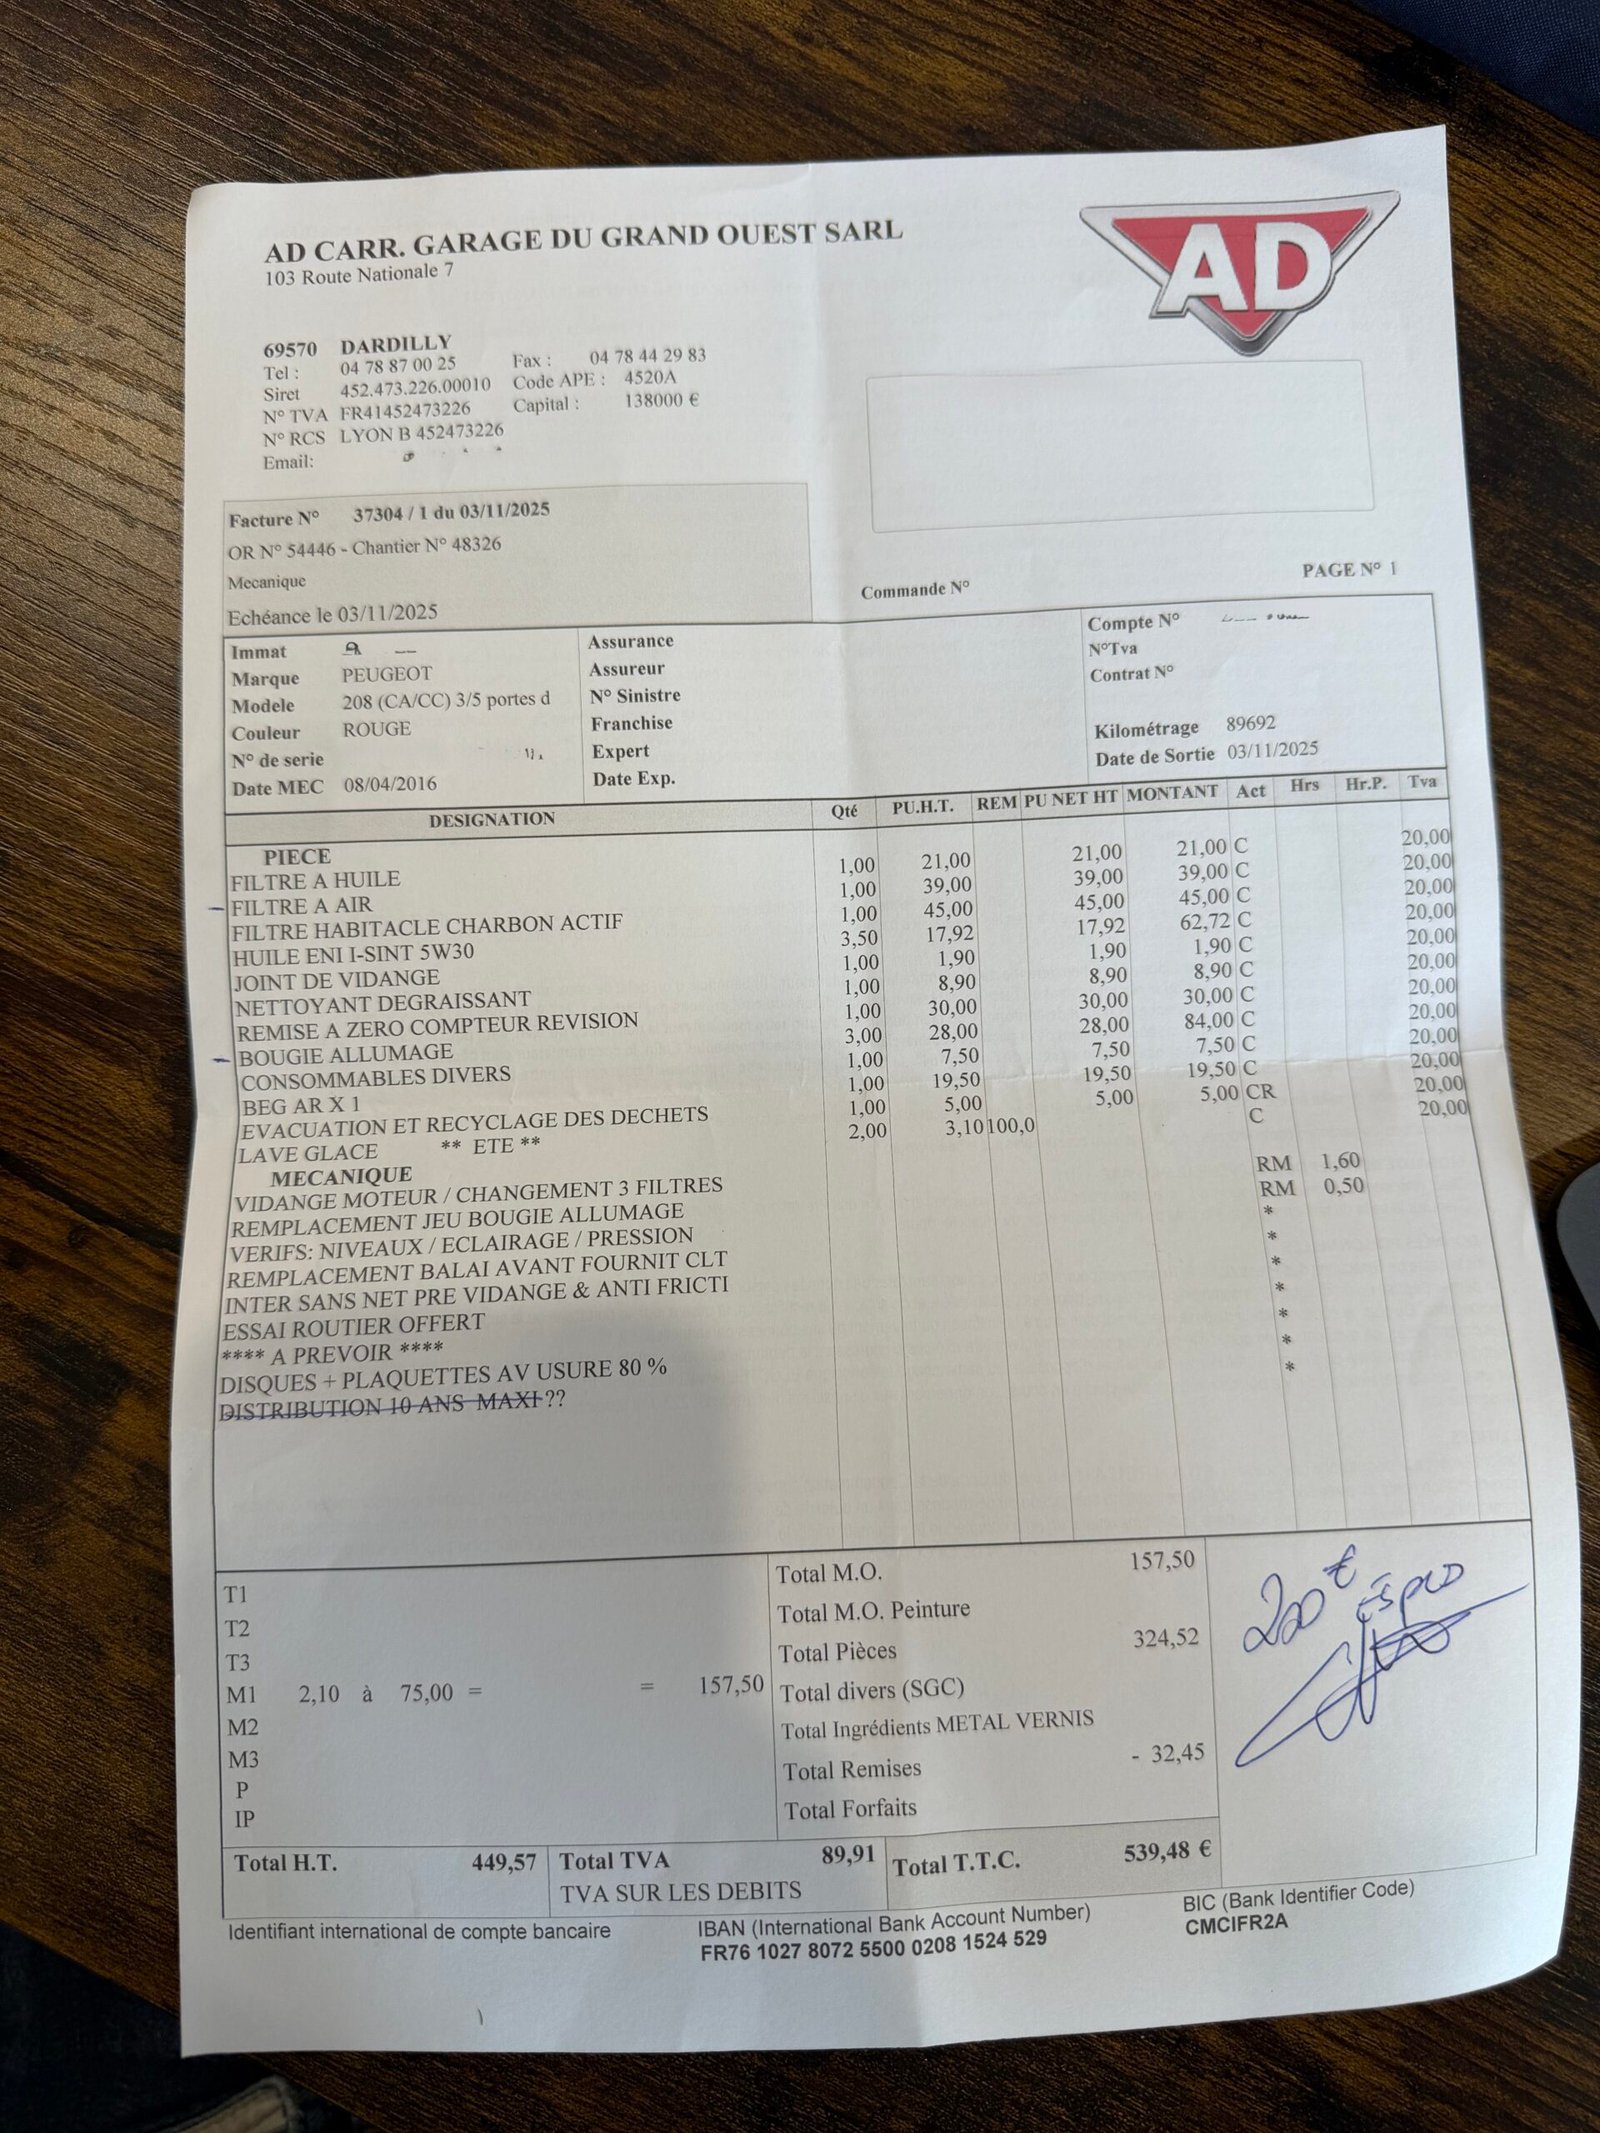 AD CARR. GARAGE DU GRAND OUEST SARL
103 Route Nationale 7
AD
69570 DARDILLY
Tel : 04 78 87 00 25 Fax : 04 78 44 29 83
Siret 452.473.226.00010 Code APE : 4520A
N° TVA FR41452473226 Capital : 138000 €
N° RCS LYON B 452473226
Email:
Facture N° 37304 / 1 du 03/11/2025
OR N° 54446 - Chantier N° 48326
Mecanique
Echéance le 03/11/2025
Commande N°
PAGE N° 1
Immat
Marque PEUGEOT
Modele 208 (CA/CC) 3/5 portes d
Couleur ROUGE
N° de serie
Date MEC 08/04/2016
Assurance
Assureur
N° Sinistre
Franchise
Expert
Date Exp.
Compte N°
N°Tva
Contrat N°
Kilométrage 89692
Date de Sortie 03/11/2025
DESIGNATION Qté PU.H.T. REM PU NET HT MONTANT Act Hrs Hr.P. Tva
PIECE
FILTRE A HUILE 1,00 21,00 21,00 21,00 C 20,00
FILTRE A AIR 1,00 39,00 39,00 39,00 C 20,00
FILTRE HABITACLE CHARBON ACTIF 1,00 45,00 45,00 45,00 C 20,00
HUILE ENI I-SINT 5W30 3,50 17,92 17,92 62,72 C 20,00
JOINT DE VIDANGE 1,00 1,90 1,90 1,90 C 20,00
NETTOYANT DEGRAISSANT 1,00 8,90 8,90 8,90 C 20,00
REMISE A ZERO COMPTEUR REVISION 1,00 30,00 30,00 30,00 C 20,00
BOUGIE ALLUMAGE 3,00 28,00 28,00 84,00 C 20,00
CONSOMMABLES DIVERS 1,00 7,50 7,50 7,50 C 20,00
BEG AR X 1 1,00 19,50 19,50 19,50 C 20,00
EVACUATION ET RECYCLAGE DES DECHETS 1,00 5,00 5,00 5,00 CR 20,00
LAVE GLACE ** ETE ** 2,00 3,10 100,0 C 20,00
MECANIQUE
VIDANGE MOTEUR / CHANGEMENT 3 FILTRES RM 1,60
REMPLACEMENT JEU BOUGIE ALLUMAGE RM 0,50
VERIFS: NIVEAUX / ECLAIRAGE / PRESSION *
REMPLACEMENT BALAI AVANT FOURNIT CLT *
INTER SANS NET PRE VIDANGE & ANTI FRICTI *
ESSAI ROUTIER OFFERT *
**** A PREVOIR **** *
DISQUES + PLAQUETTES AV USURE 80 % *
DISTRIBUTION 10 ANS MAXI ?? *
T1
T2
T3
M1 2,10 à 75,00 = = 157,50
M2
M3
P
IP
Total M.O. 157,50
Total M.O. Peinture
Total Pièces 324,52
Total divers (SGC)
Total Ingrédients METAL VERNIS
Total Remises - 32,45
Total Forfaits
200 €
Total H.T. 449,57 Total TVA 89,91 Total T.T.C. 539,48 €
TVA SUR LES DEBITS
Identifiant international de compte bancaire
IBAN (International Bank Account Number)
FR76 1027 8072 5500 0208 1524 529
BIC (Bank Identifier Code)
CMCIFR2A